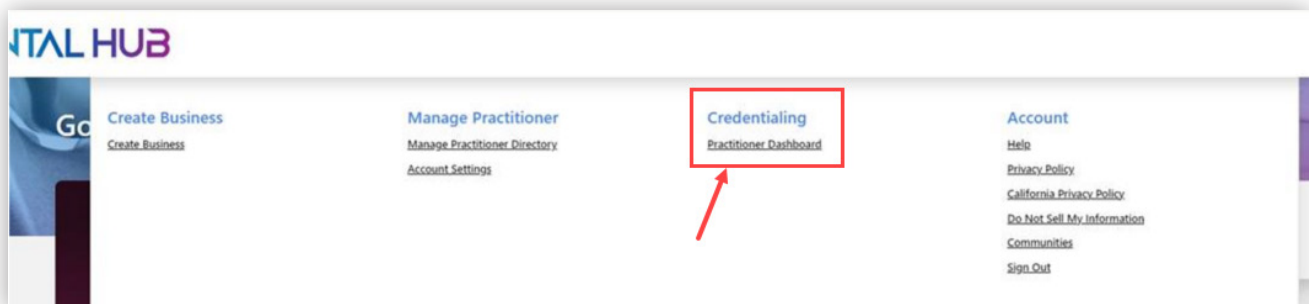 NTAL HUB
Go
Create Business
Create Business
Manage Practitioner
Manage Practitioner Directory
Account Settings
Credentialing
Practitioner Dashboard
Account
Help
Privacy Policy
California Privacy Policy
Do Not Sell My Information
Communities
Sign Out